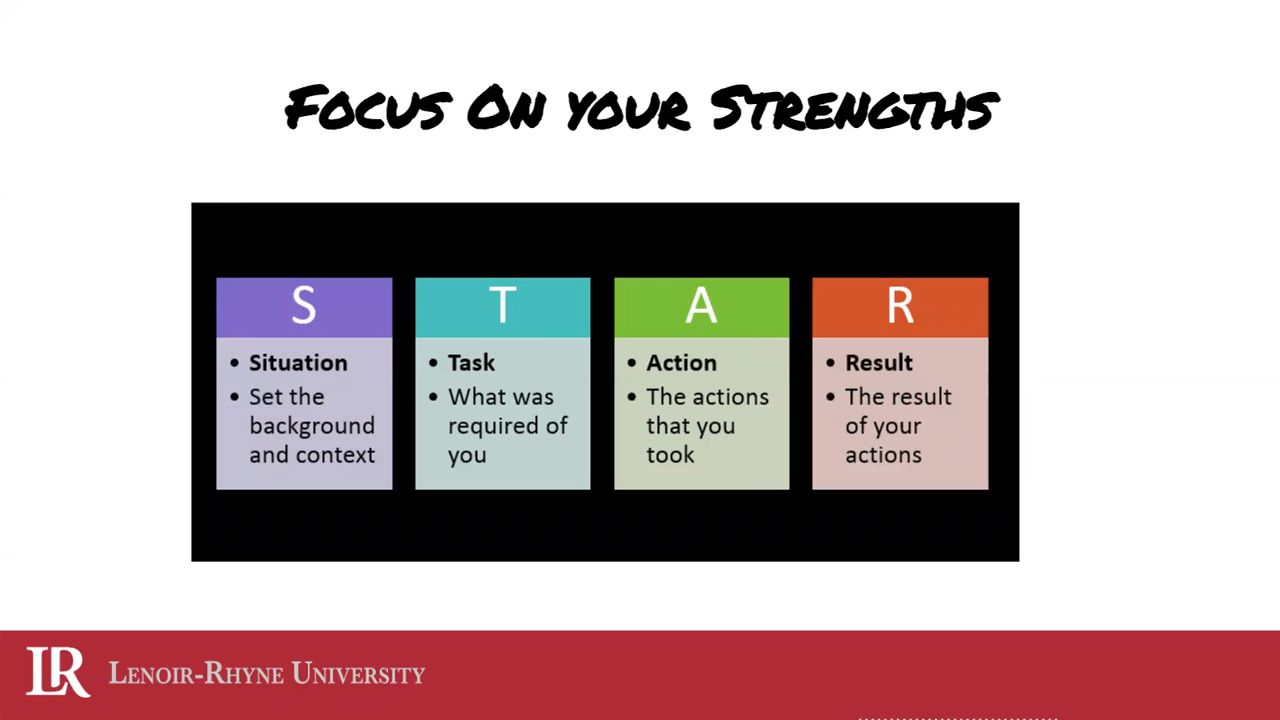 Focus On your Strengths
S
• Situation
• Set the
background
and context
T
• Task
• What was
required of
you
A
• Action
• The actions
that you
took
R
• Result
• The result
of your
actions
LR Lenoir-Rhyne University